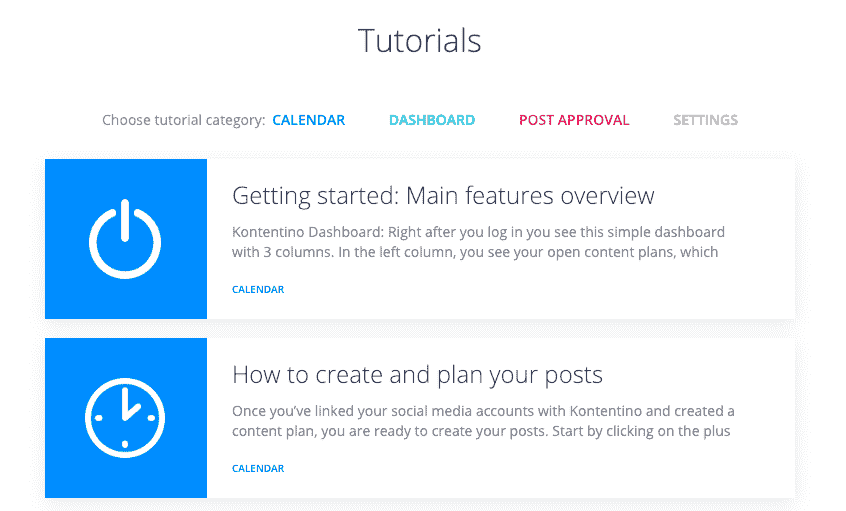 Tutorials
Choose tutorial category: CALENDAR DASHBOARD POST APPROVAL SETTINGS
Getting started: Main features overview
Kontentino Dashboard: Right after you log in you see this simple dashboard
with 3 columns. In the left column, you see your open content plans, which
CALENDAR
How to create and plan your posts
Once you’ve linked your social media accounts with Kontentino and created a
content plan, you are ready to create your posts. Start by clicking on the plus
CALENDAR